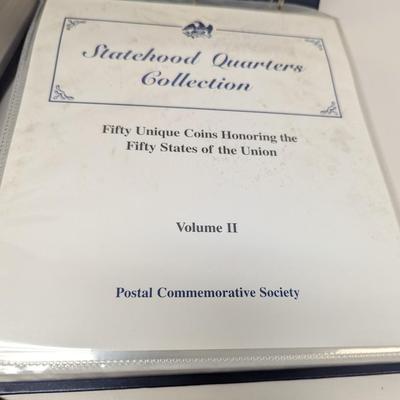 Statehood Quarters
Collection
Fifty Unique Coins Honoring the
Fifty States of the Union
Volume II
Postal Commemorative Society